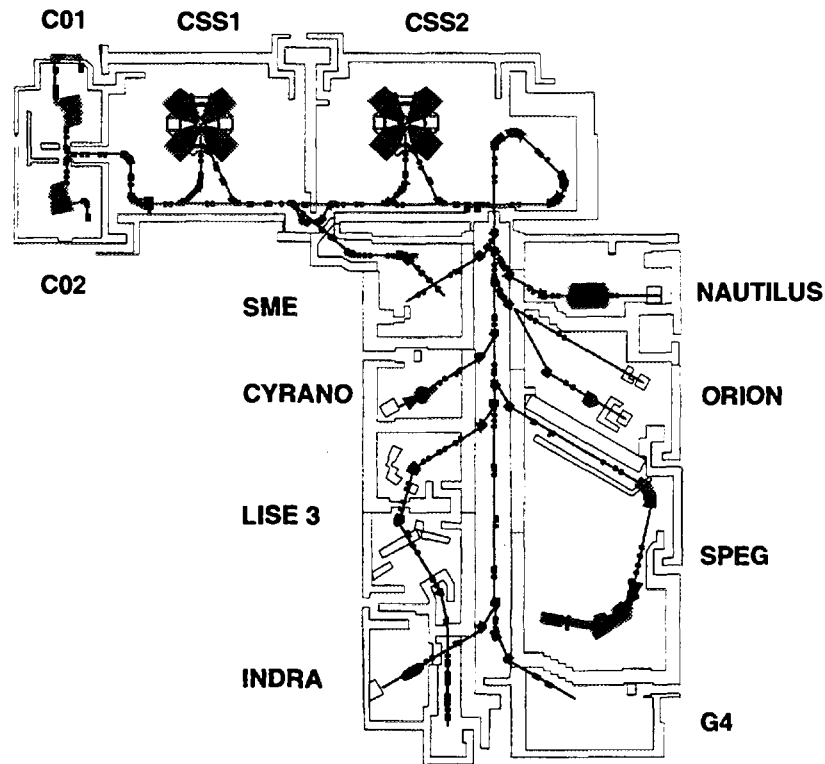 C01
CSS1
CSS2
C02
SME
NAUTILUS
CYRANO
ORION
LISE 3
SPEG
INDRA
G4